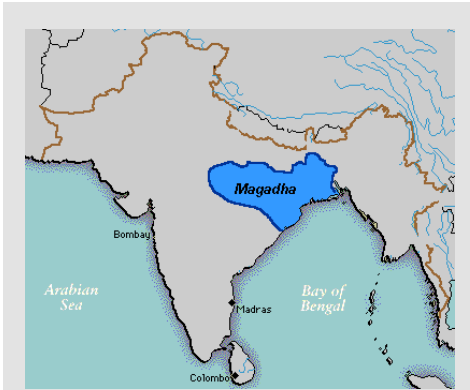 Magadha
Bombay
Arabian
Sea
Bay of
Bengal
Madras
Colombo